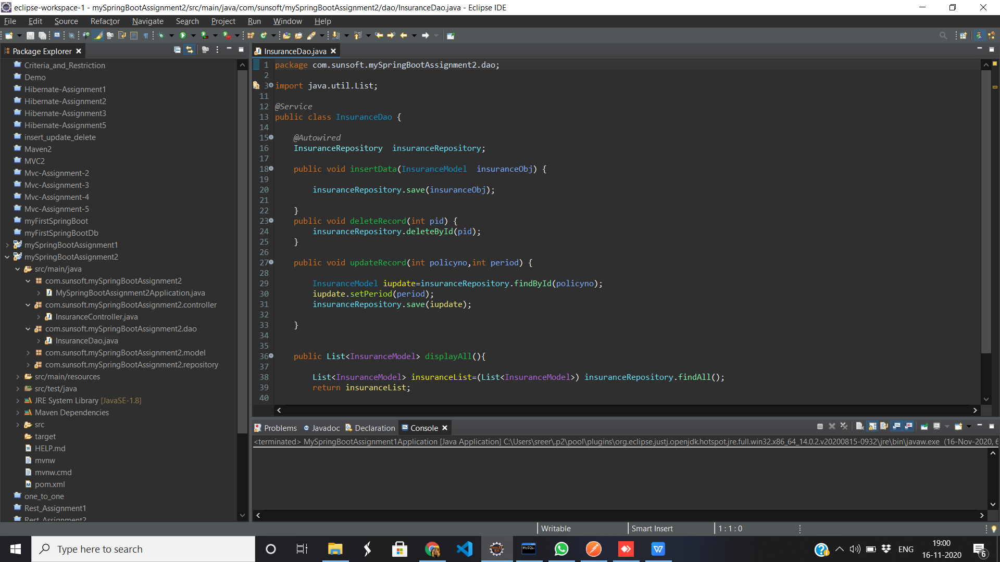 eclipse-workspace-1 - mySpringBootAssignment2/src/main/java/com/sunsoft/mySpringBootAssignment2/dao/InsuranceDao.java - Eclipse IDE
File Edit Source Refactor Navigate Search Project Run Window Help
Package Explorer
Criteria_and_Restriction
Demo
Hibernate-Assignment1
Hibernate-Assignment2
Hibernate-Assignment3
Hibernate-Assignment5
insert_update_delete
Maven2
MVC2
Mvc-Assignment-2
Mvc-Assignment-3
Mvc-Assignment-4
Mvc-Assignment-5
myFirstSpringBoot
myFirstSpringBootDb
mySpringBootAssignment1
mySpringBootAssignment2
src/main/java
com.sunsoft.mySpringBootAssignment2
MySpringBootAssignment2Application.java
com.sunsoft.mySpringBootAssignment2.controller
InsuranceController.java
com.sunsoft.mySpringBootAssignment2.dao
InsuranceDao.java
com.sunsoft.mySpringBootAssignment2.model
com.sunsoft.mySpringBootAssignment2.repository
src/main/resources
src/test/java
JRE System Library [JavaSE-1.8]
Maven Dependencies
src
target
HELP.md
mvnw
mvnw.cmd
pom.xml
one_to_one
Rest_Assignment1
Rest_Assignment2
InsuranceDao.java
1 package com.sunsoft.mySpringBootAssignment2.dao;
2
3 import java.util.List;
11
12 @Service
13 public class InsuranceDao {
14
15 @Autowired
16 InsuranceRepository insuranceRepository;
17
18 public void insertData(InsuranceModel insuranceObj) {
19
20 insuranceRepository.save(insuranceObj);
21
22 }
23 public void deleteRecord(int pid) {
24 insuranceRepository.deleteById(pid);
25 }
26
27 public void updateRecord(int policyno,int period) {
28
29 InsuranceModel iupdate=insuranceRepository.findById(policyno);
30 iupdate.setPeriod(period);
31 insuranceRepository.save(iupdate);
32
33 }
34
35
36 public List<InsuranceModel> displayAll(){
37
38 List<InsuranceModel> insuranceList=(List<InsuranceModel>) insuranceRepository.findAll();
39 return insuranceList;
40
Problems Javadoc Declaration Console
<terminated> MySpringBootAssignment1Application [Java Application] C:\Users\sreer\.p2\pool\plugins\org.eclipse.justj.openjdk.hotspot.jre.full.win32.x86_64_14.0.2.v20200815-0932\jre\bin\javaw.exe (16-Nov-2020, 6
Writable Smart Insert 1 : 1 : 0
Type here to search
ENG
19:00
16-11-2020
6